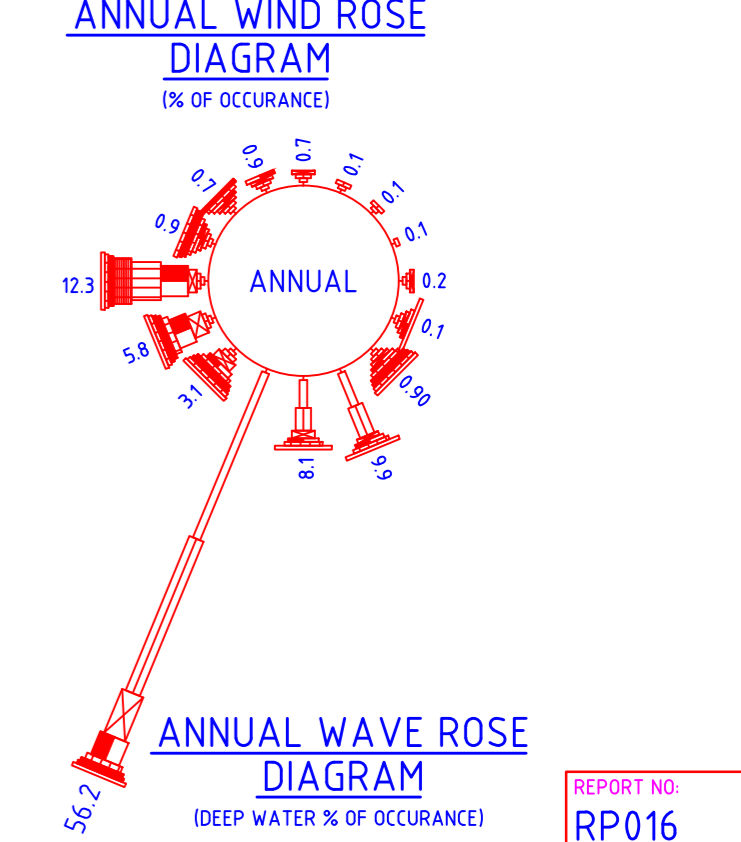 ANNUAL WIND ROSE
DIAGRAM
(% OF OCCURANCE)
0.7
0.9
0.1
0.7
0.1
0.9
0.1
ANNUAL
12.3
0.2
0.1
5.8
3.1
0.90
8.1
9.9
56.2
ANNUAL WAVE ROSE
DIAGRAM
(DEEP WATER % OF OCCURANCE)
REPORT NO:
RP016